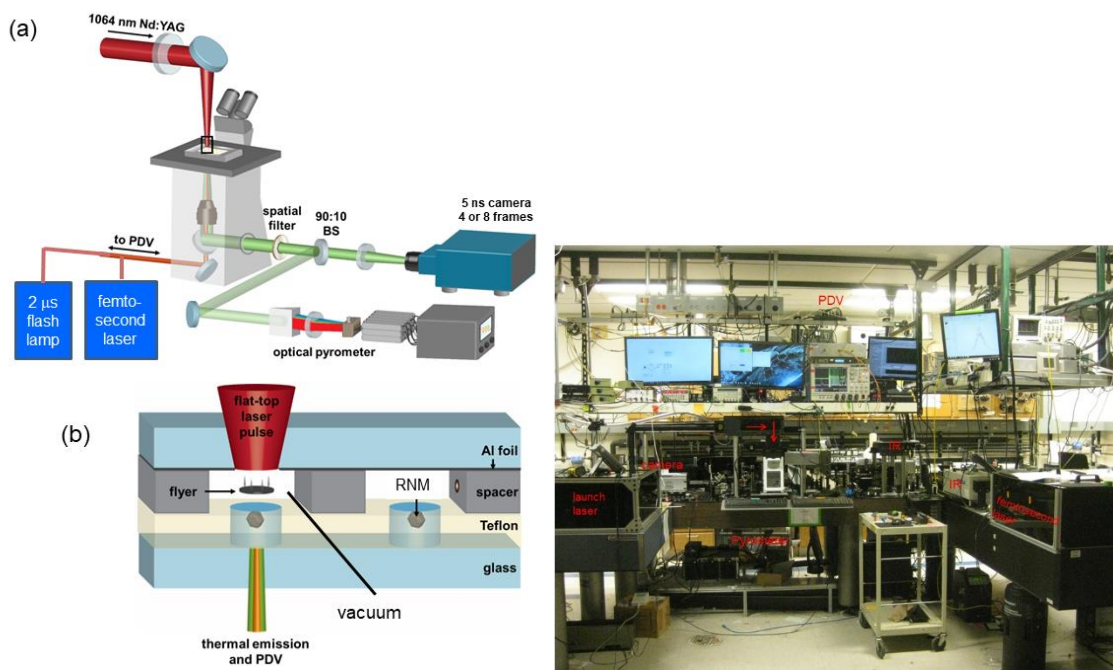 (a)
1064 nm Nd:YAG
5 ns camera
4 or 8 frames
spatial
filter
90:10
BS
to PDV
2 μs
flash
lamp
femto-
second
laser
optical pyrometer
(b)
flat-top
laser
pulse
Al foil
flyer
RNM
spacer
Teflon
glass
vacuum
thermal emission
and PDV
PDV
camera
IR
launch
laser
IR
femtosecond
laser
Pyrometer